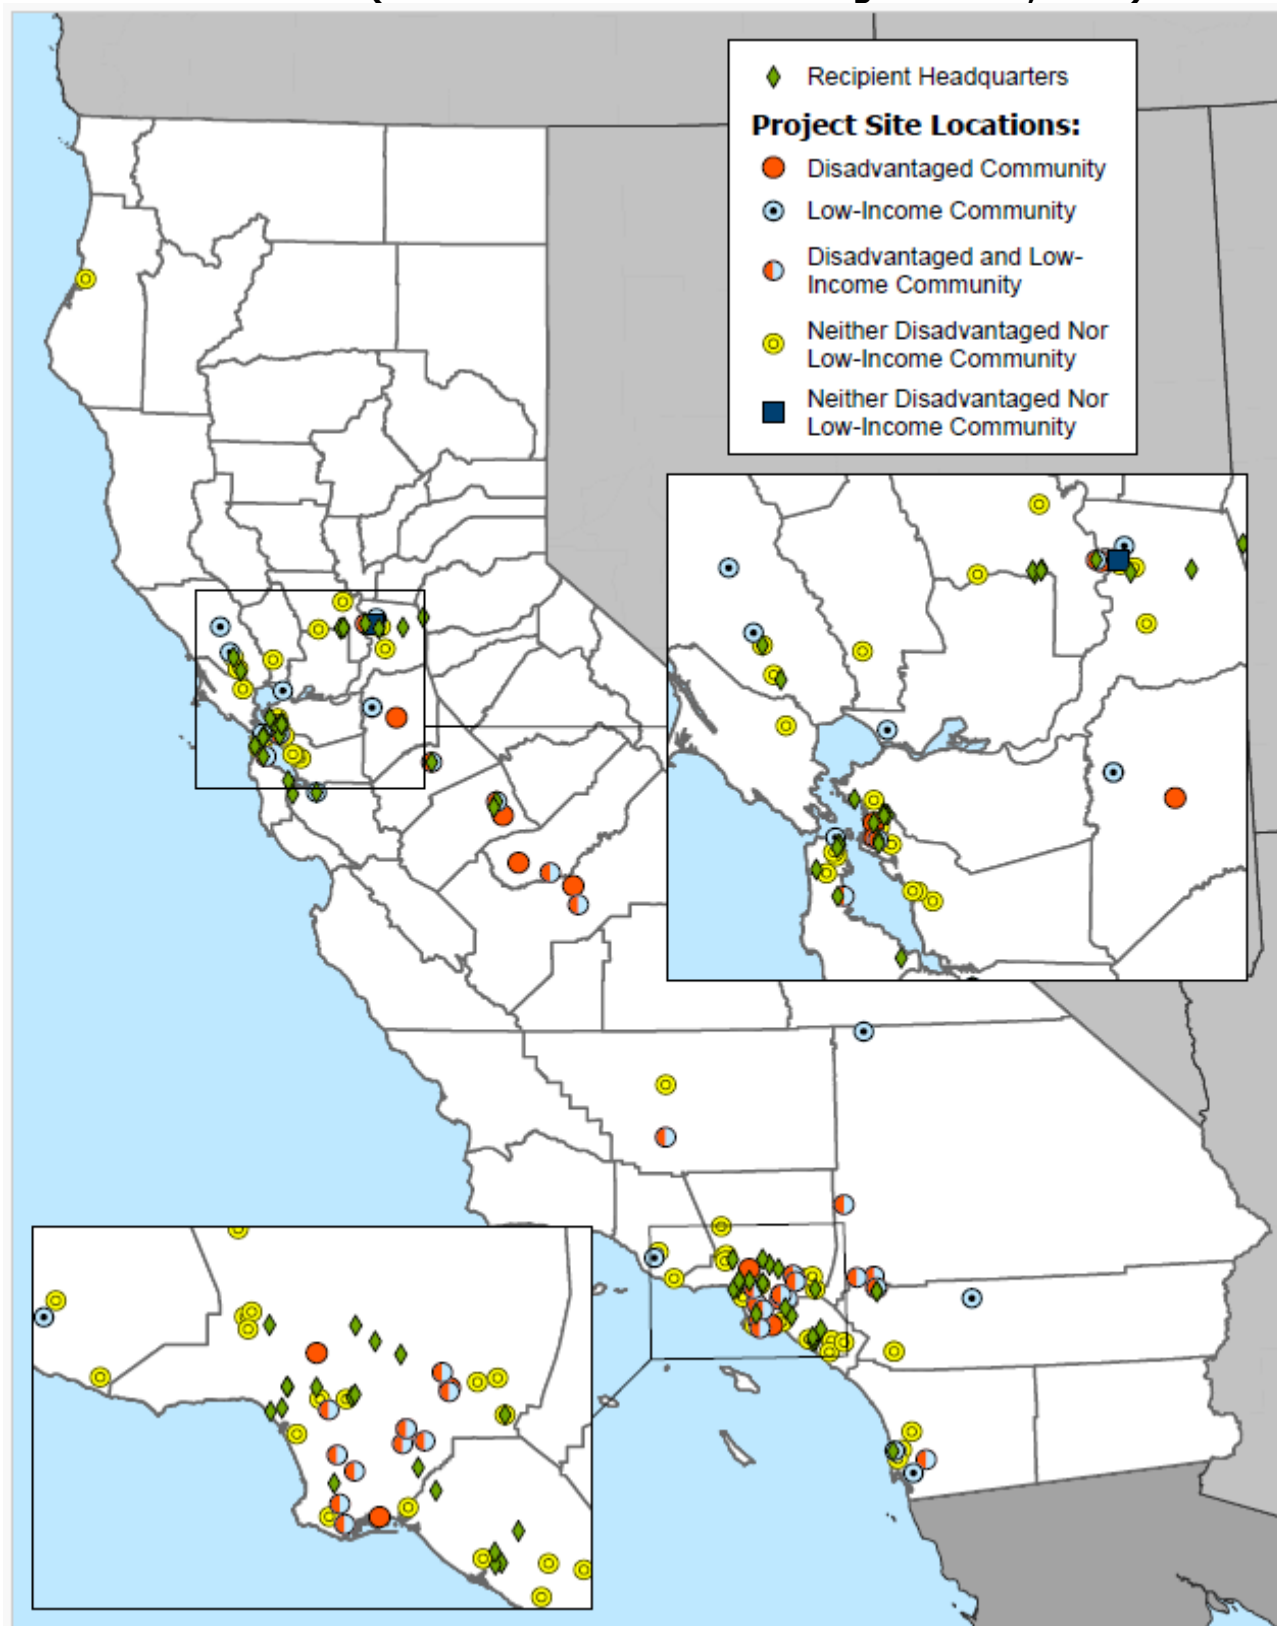 Recipient Headquarters
Project Site Locations:
Disadvantaged Community
Low-Income Community
Disadvantaged and Low-
Income Community
Neither Disadvantaged Nor
Low-Income Community
Neither Disadvantaged Nor
Low-Income Community